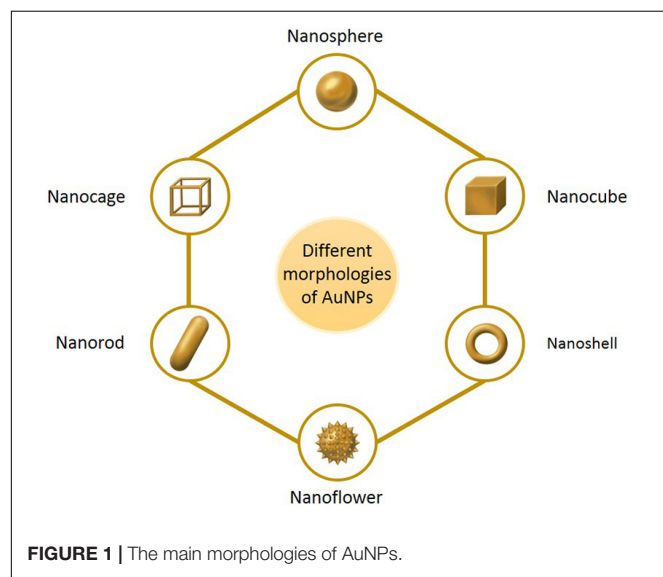 Nanosphere
Nanocage
Nanocube
Different
morphologies
of AuNPs
Nanorod
Nanoshell
Nanoflower
FIGURE 1 | The main morphologies of AuNPs.